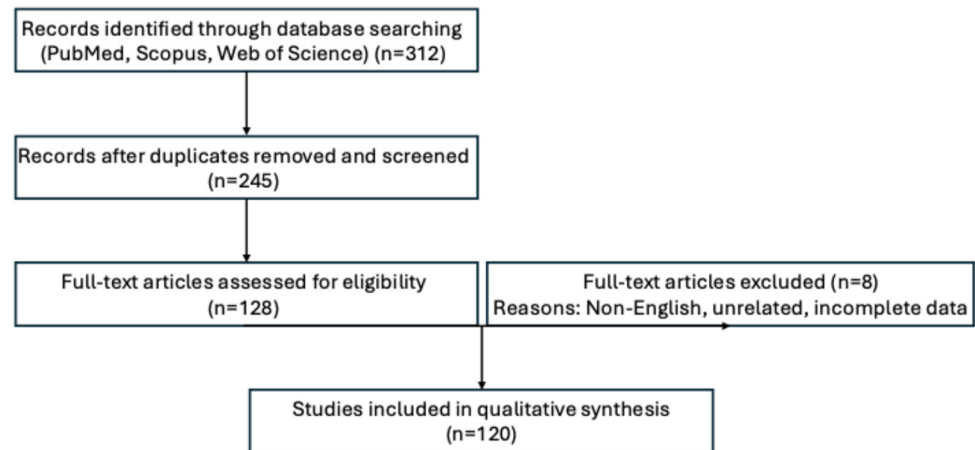 Records identified through database searching
(PubMed, Scopus, Web of Science) (n=312)
Records after duplicates removed and screened
(n=245)
Full-text articles assessed for eligibility
(n=128)
Full-text articles excluded (n=8)
Reasons: Non-English, unrelated, incomplete data
Studies included in qualitative synthesis
(n=120)